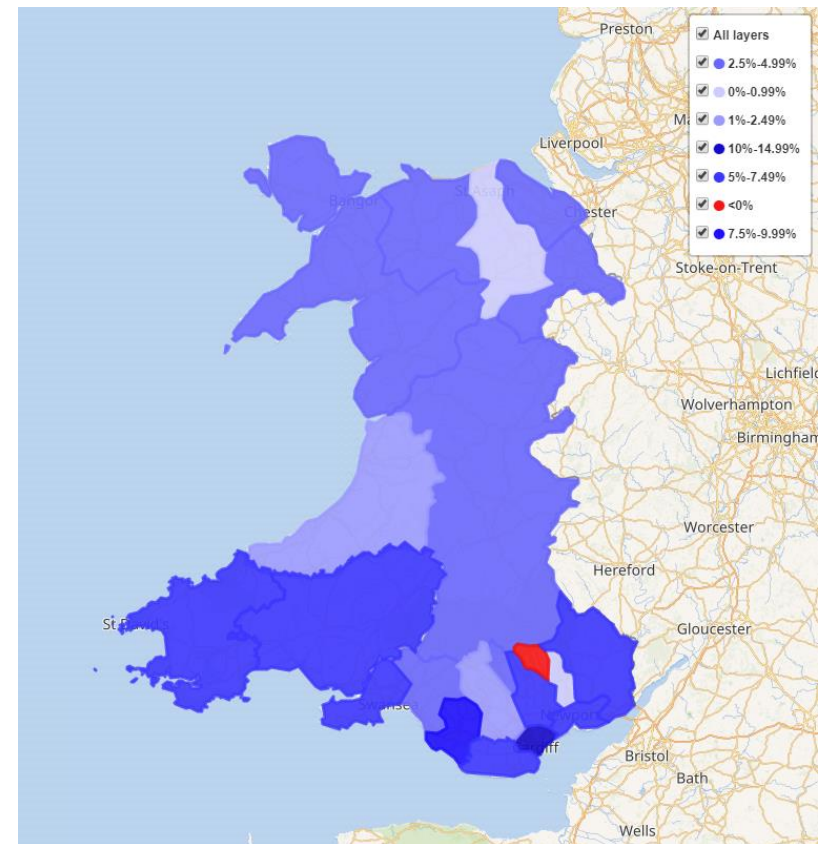 Preston
All layers
2.5%-4.99%
0%-0.99%
1%-2.49%
10%-14.99%
5%-7.49%
<0%
7.5%-9.99%
Liverpool
St Asaph
Bangor
Chester
Stoke-on-Trent
Lichfield
Wolverhampton
Birmingham
Worcester
Hereford
Gloucester
St David's
Swansea
Newport
Cardiff
Bristol
Bath
Wells